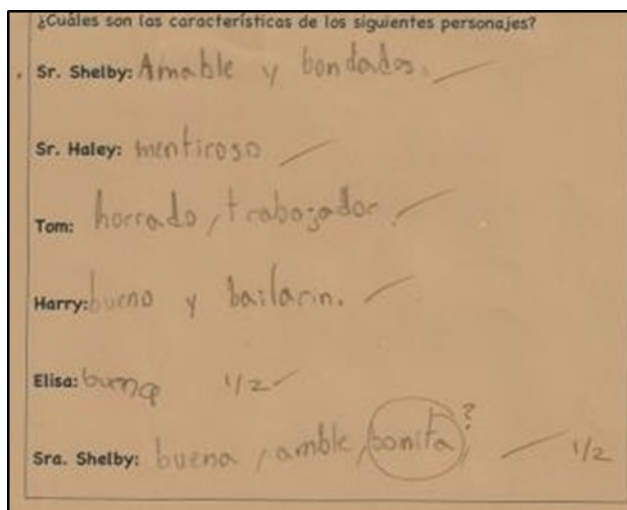 ¿Cuáles son las características de los siguientes personajes?
Sr. Shelby: Amable y bondados.
Sr. Haley: mentiroso
Tom: horrado, trabagador.
Harry: bueno y bailarin.
Elisa: buena 1/2
Sra. Shelby: buena, amble, bonita ? 1/2